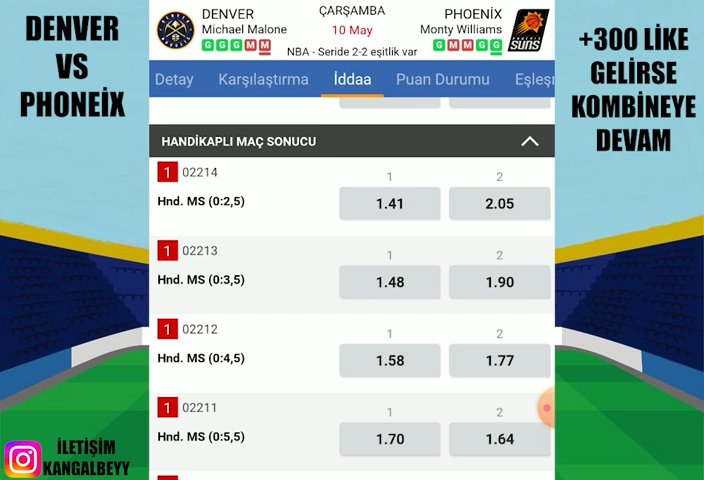 DENVER
VS
PHONEİX
DENVER
Michael Malone
G G G M M
ÇARŞAMBA
10 May
NBA - Seride 2-2 eşitlik var
PHOENİX
Monty Williams
G M M G G
SUNS
+300 LİKE
GELİRSE
KOMBİNEYE
DEVAM
Detay Karşılaştırma İddaa Puan Durumu Eşleşm
HANDİKAPLI MAÇ SONUCU
1 02214 1 2
Hnd. MS (0:2,5) 1.41 2.05
1 02213 1 2
Hnd. MS (0:3,5) 1.48 1.90
1 02212 1 2
Hnd. MS (0:4,5) 1.58 1.77
1 02211 1 2
Hnd. MS (0:5,5) 1.70 1.64
İLETİŞİM
KANGALBEYY